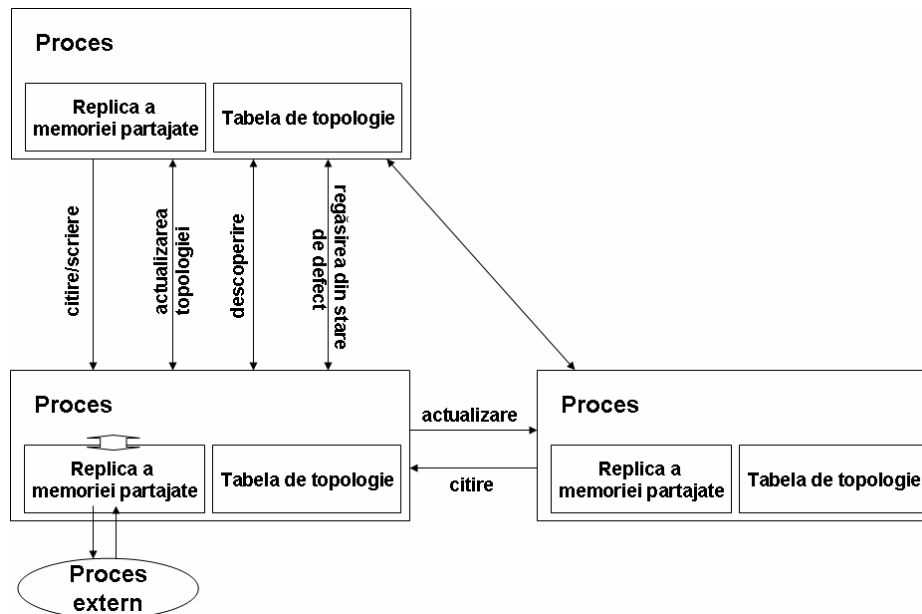 Proces
Replica a
memoriei partajate
Tabela de topologie
citire/scriere
actualizarea
topologiei
descoperire
regăsirea din stare
de defect
Proces
Replica a
memoriei partajate
Tabela de topologie
actualizare
citire
Proces
Replica a
memoriei partajate
Tabela de topologie
Proces
extern